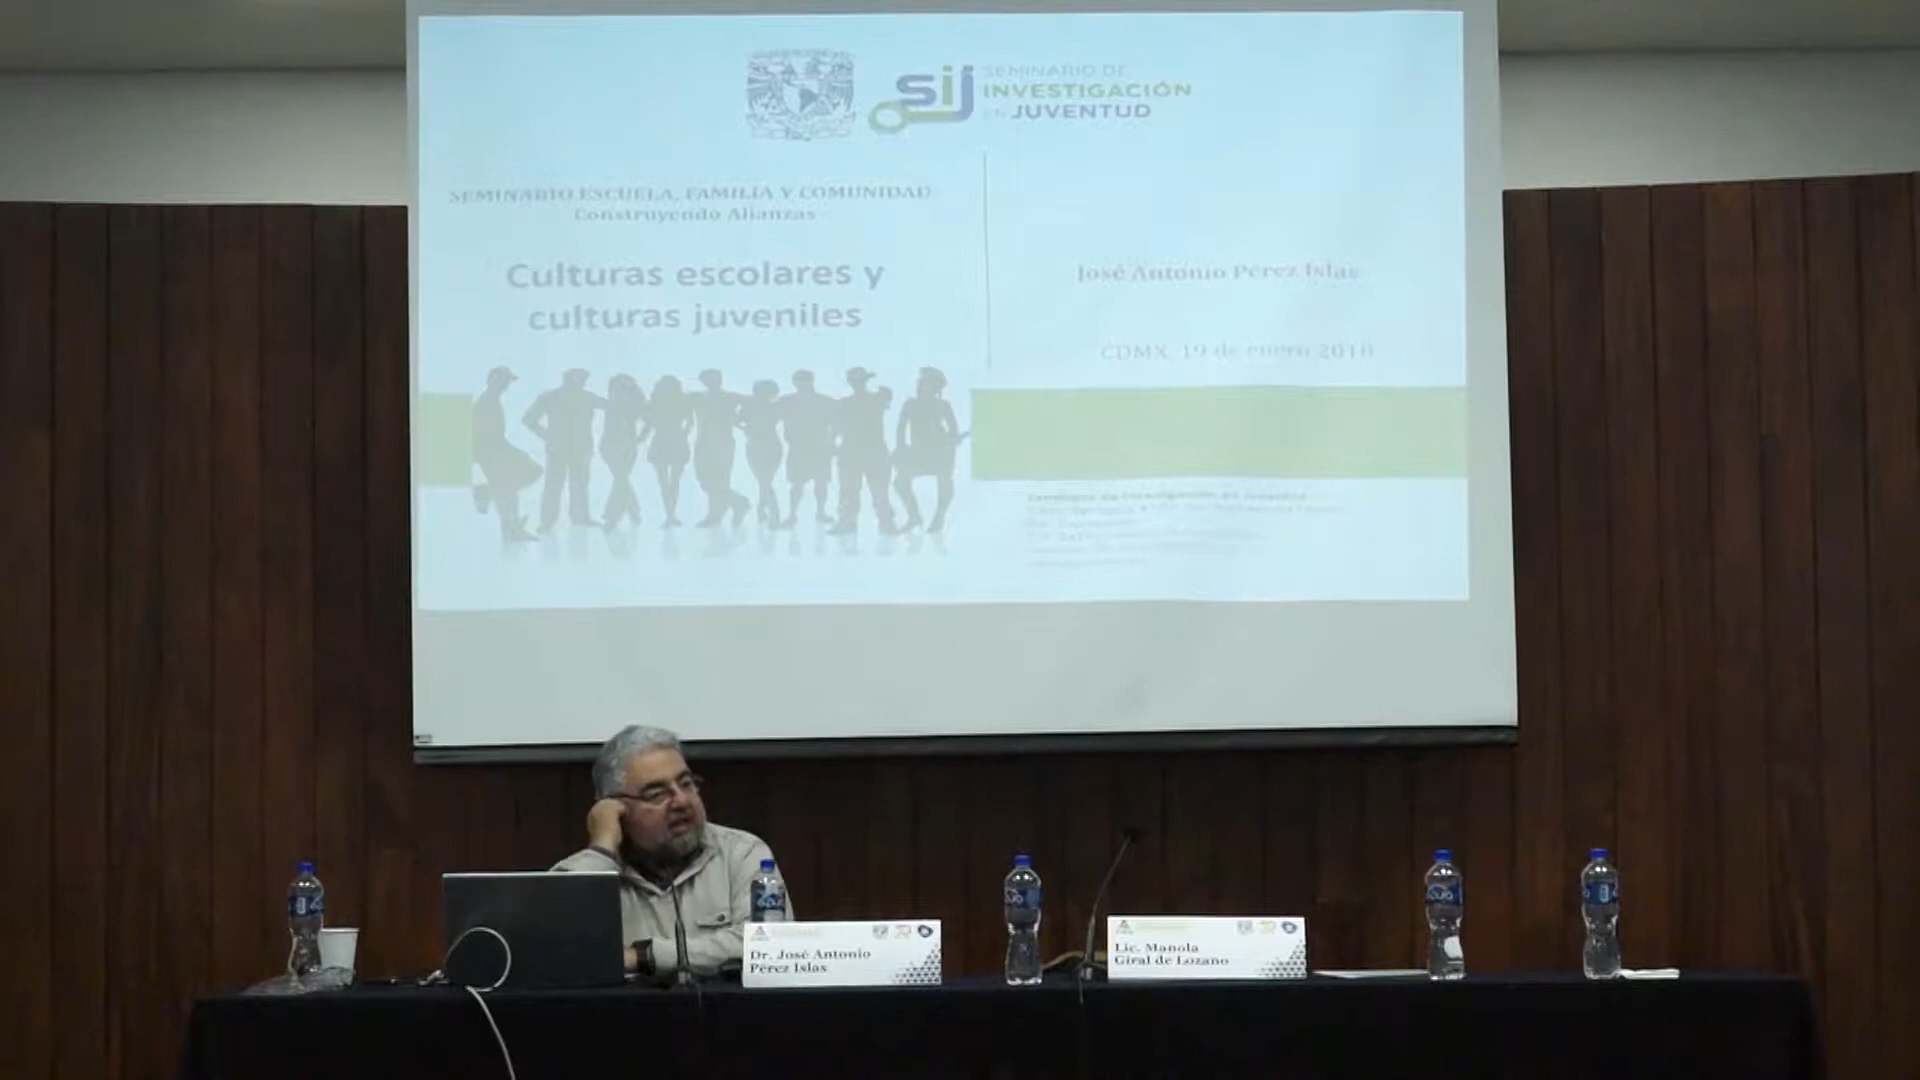 SEMINARIO DE
INVESTIGACIÓN
EN JUVENTUD
sij
SEMINARIO ESCUELA, FAMILIA Y COMUNIDAD:
Construyendo Alianzas
Culturas escolares y
culturas juveniles
José Antonio Pérez Islas
CDMX, 19 de enero 2018
Dr. José Antonio
Pérez Islas
Lic. Manola
Giral de Lozano